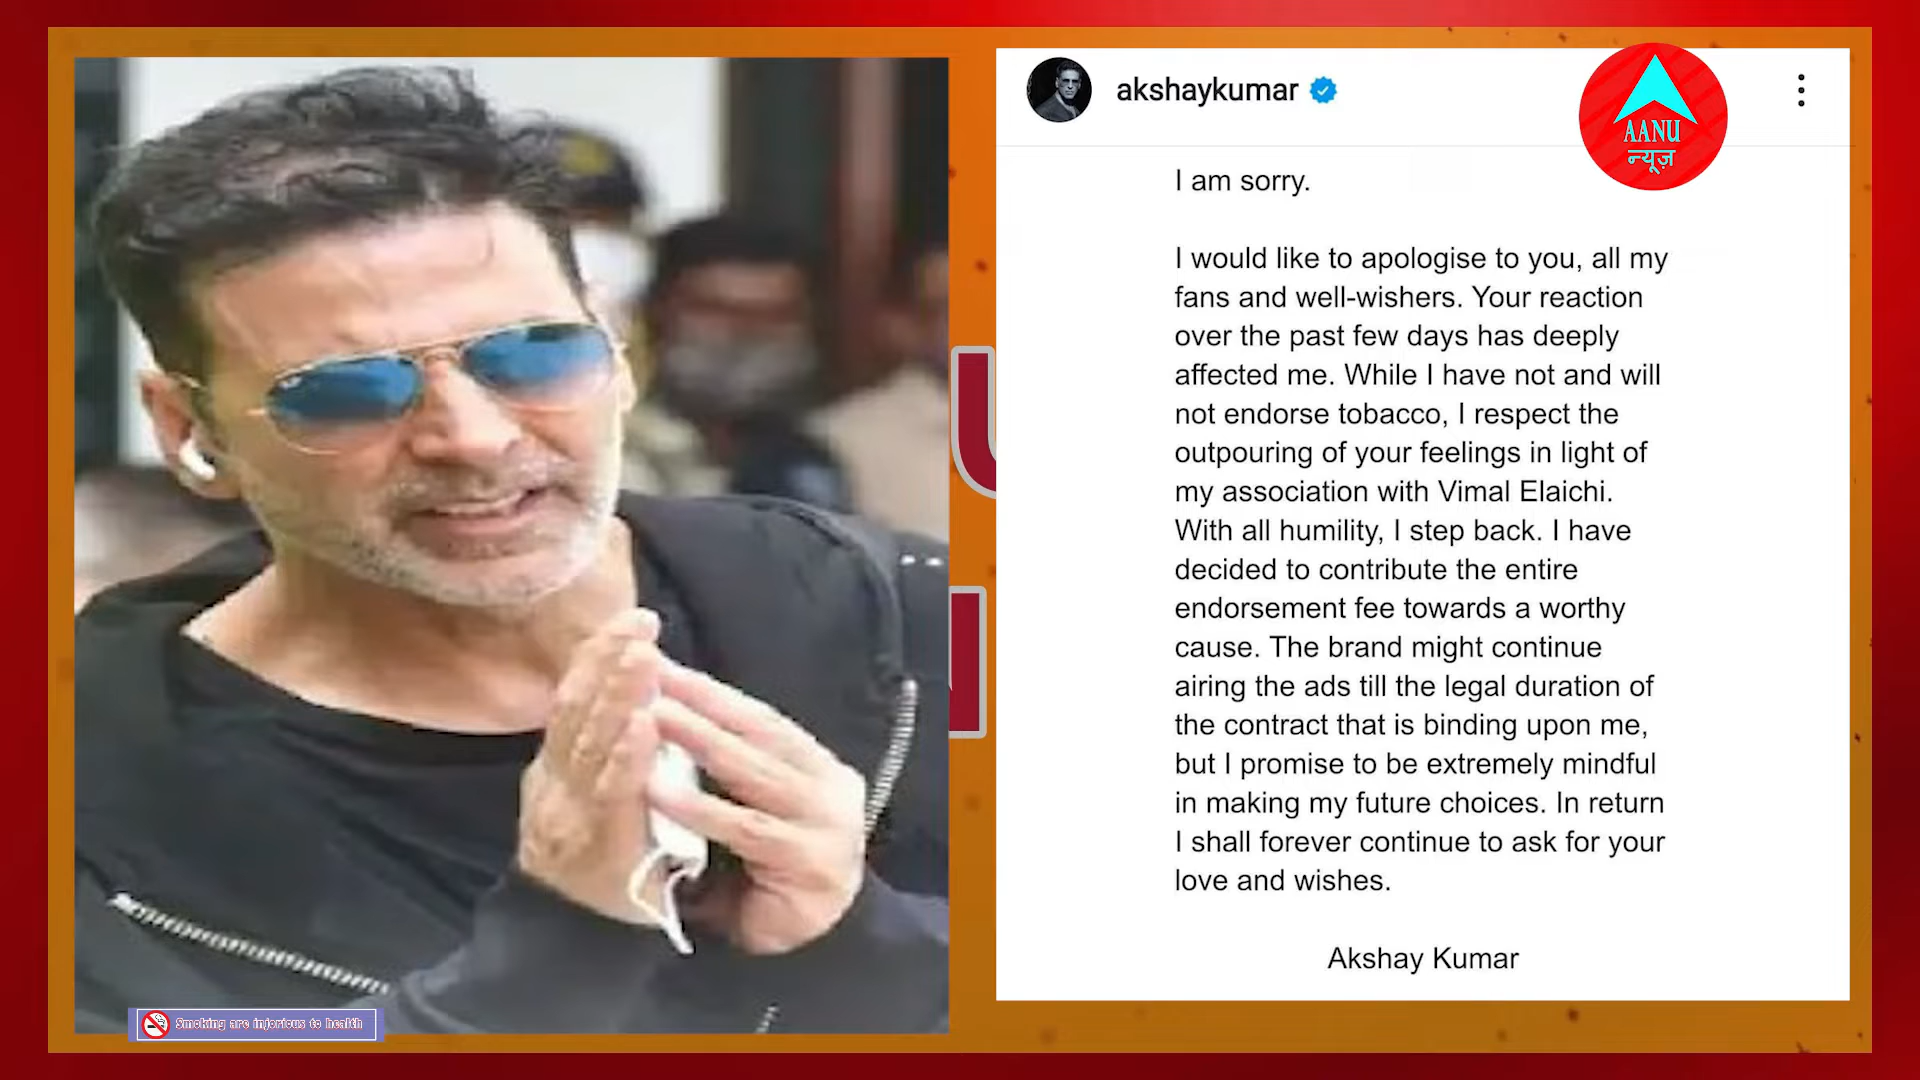 akshaykumar
AANU
न्यूज़
I am sorry.
I would like to apologise to you, all my
fans and well-wishers. Your reaction
over the past few days has deeply
affected me. While I have not and will
not endorse tobacco, I respect the
outpouring of your feelings in light of
my association with Vimal Elaichi.
With all humility, I step back. I have
decided to contribute the entire
endorsement fee towards a worthy
cause. The brand might continue
airing the ads till the legal duration of
the contract that is binding upon me,
but I promise to be extremely mindful
in making my future choices. In return
I shall forever continue to ask for your
love and wishes.
Akshay Kumar
Smoking are injorious to health